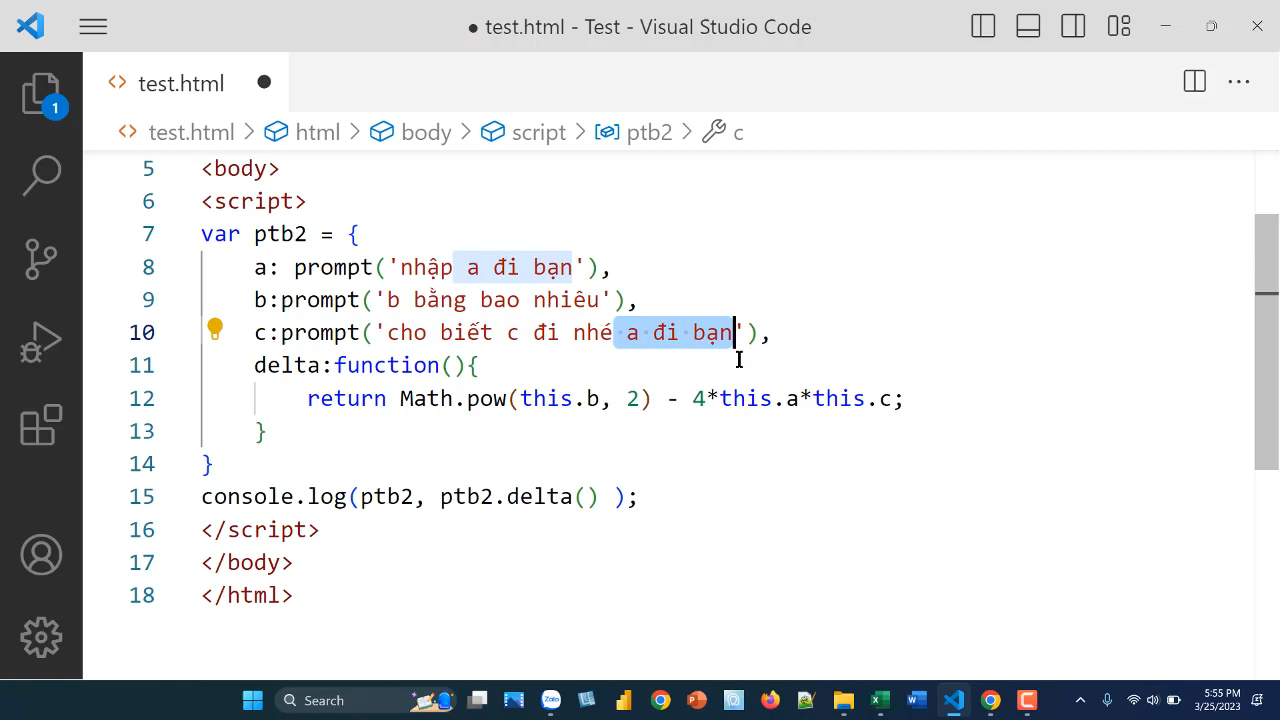 ● test.html - Test - Visual Studio Code
test.html
1
test.html > html > body > script > ptb2 > c
5 <body>
6 <script>
7 var ptb2 = {
8 a: prompt('nhập a đi bạn'),
9 b:prompt('b bằng bao nhiêu'),
10 c:prompt('cho biết c đi nhé a đi bạn'),
11 delta:function(){
12 return Math.pow(this.b, 2) - 4*this.a*this.c;
13 }
14 }
15 console.log(ptb2, ptb2.delta() );
16 </script>
17 </body>
18 </html>
Search
Zalo
5:55 PM
3/25/2023